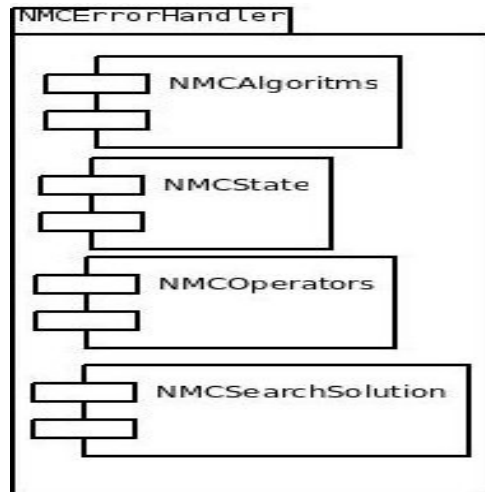 NMCErrorHandler
NMCAlgoritms
NMCState
NMCOperators
NMCSearchSolution